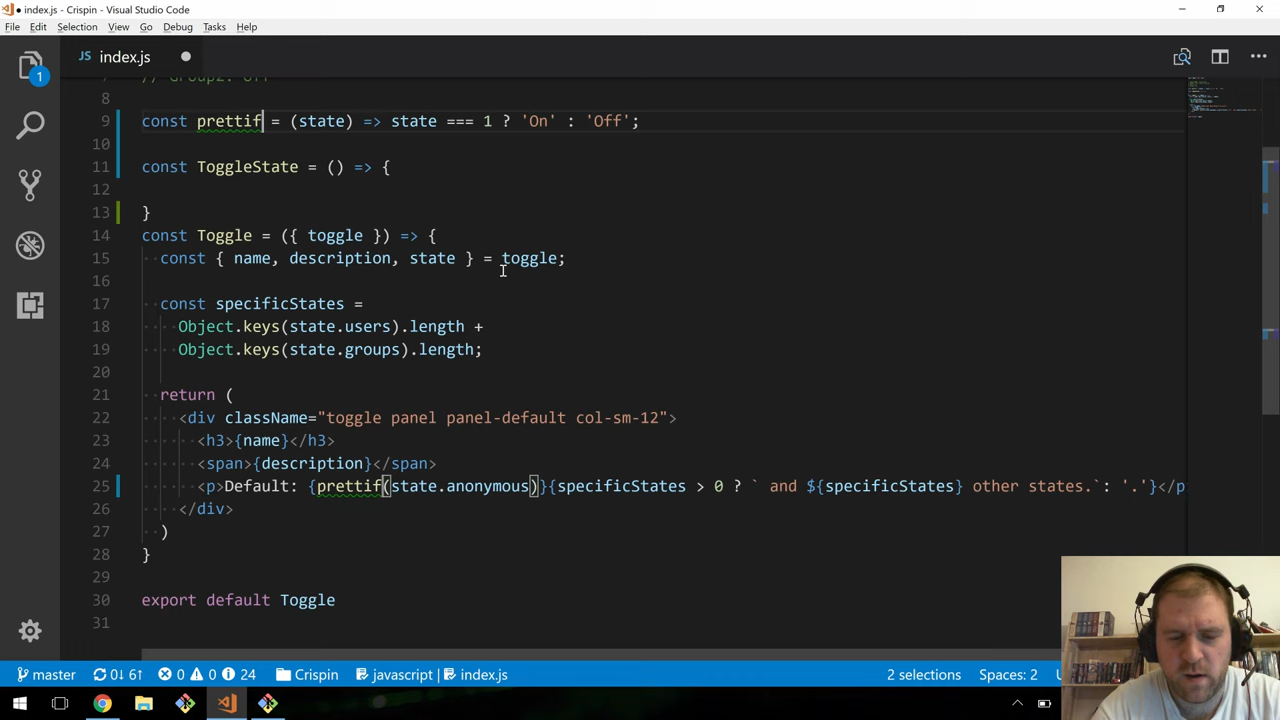 index.js - Crispin - Visual Studio Code
File Edit Selection View Go Debug Tasks Help
JS index.js
1
8
9 const prettif = (state) => state === 1 ? 'On' : 'Off';
10
11 const ToggleState = () => {
12
13 }
14 const Toggle = ({ toggle }) => {
15 const { name, description, state } = toggle;
16
17 const specificStates =
18 Object.keys(state.users).length +
19 Object.keys(state.groups).length;
20
21 return (
22 <div className="toggle panel panel-default col-sm-12">
23 <h3>{name}</h3>
24 <span>{description}</span>
25 <p>Default: {prettif(state.anonymous)}{specificStates > 0 ? ` and ${specificStates} other states.`: '.'}</p
26 </div>
27 )
28 }
29
30 export default Toggle
31
master 0↓ 6↑ 0 0 24 Crispin javascript index.js 2 selections Spaces: 2